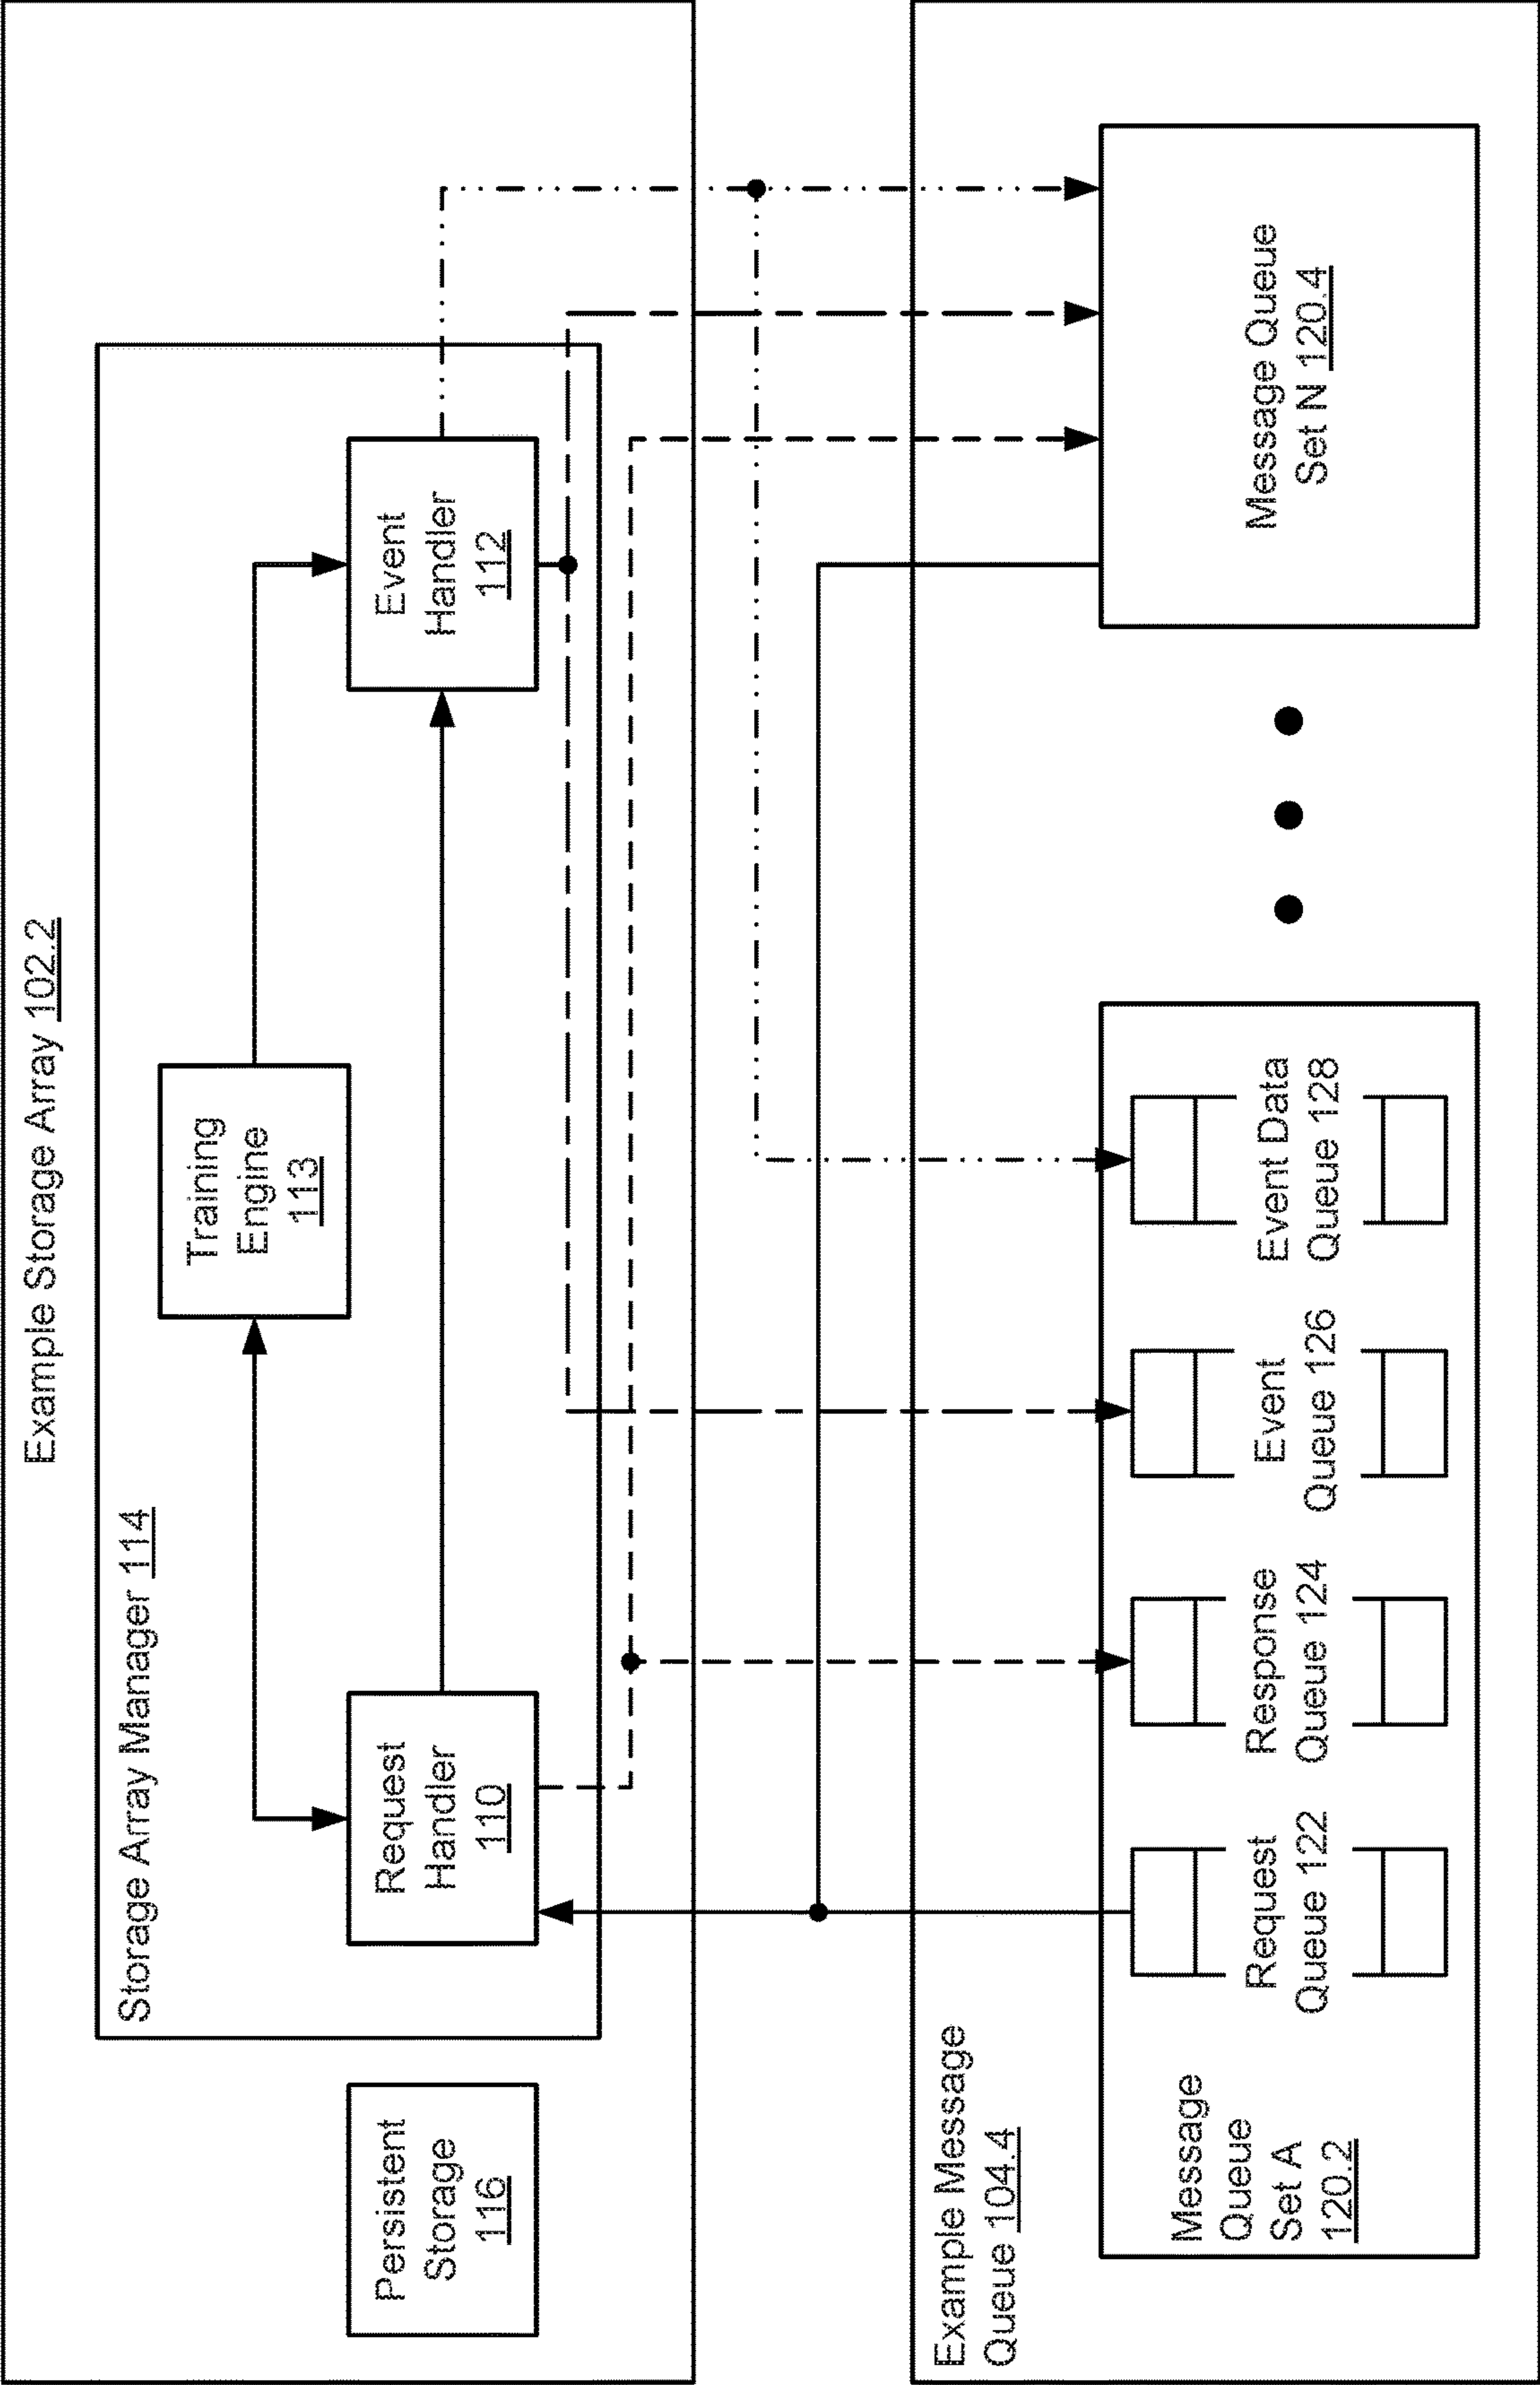 Example Storage Array 102.2
Storage Array Manager 114
Training
Engine
113
Persistent
Storage
116
Request
Handler
110
Event
Handler
112
Example Message
Queue 104.4
Message
Queue
Set A
120.2
Request
Queue 122
Response
Queue 124
Event
Queue 126
Event Data
Queue 128
Message Queue
Set N 120.4